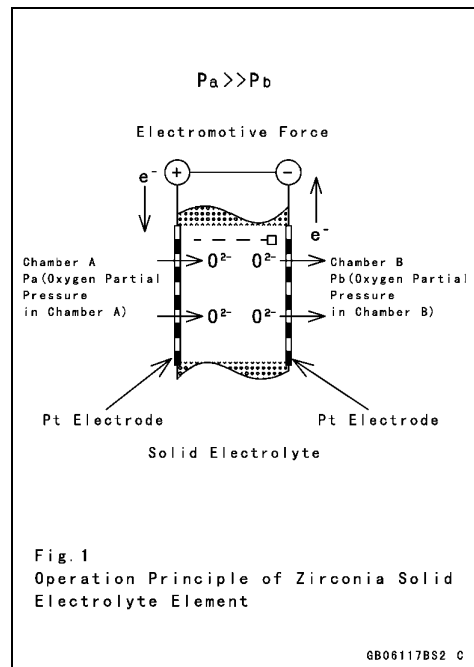 Pa>>Pb
Electromotive Force
+
−
e⁻
e⁻
Chamber A
Pa(Oxygen Partial
Pressure
in Chamber A)
O²⁻ O²⁻
O²⁻ O²⁻
Chamber B
Pb(Oxygen Partial
Pressure
in Chamber B)
Pt Electrode
Pt Electrode
Solid Electrolyte
Fig.1
Operation Principle of Zirconia Solid
Electrolyte Element
GB06117BS2 C